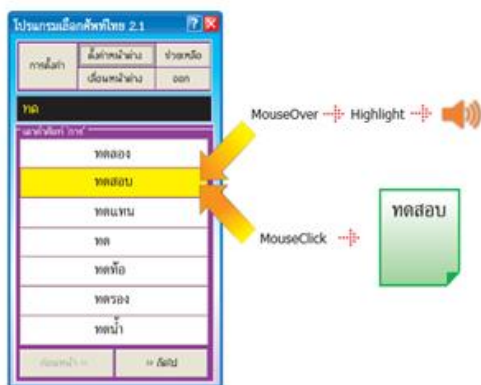 โปรแกรมเลือกศัพท์ไทย 2.1
การตั้งค่า
ตั้งค่าหน้าต่าง
ช่วยเหลือ
เลื่อนหน้าต่าง
ออก
ทด
ทดลอง
ทดสอบ
ทดแทน
ทด
ทดท้อ
ทดรอง
ทดน้ำ
ถัดไป
MouseOver
Highlight
MouseClick
ทดสอบ